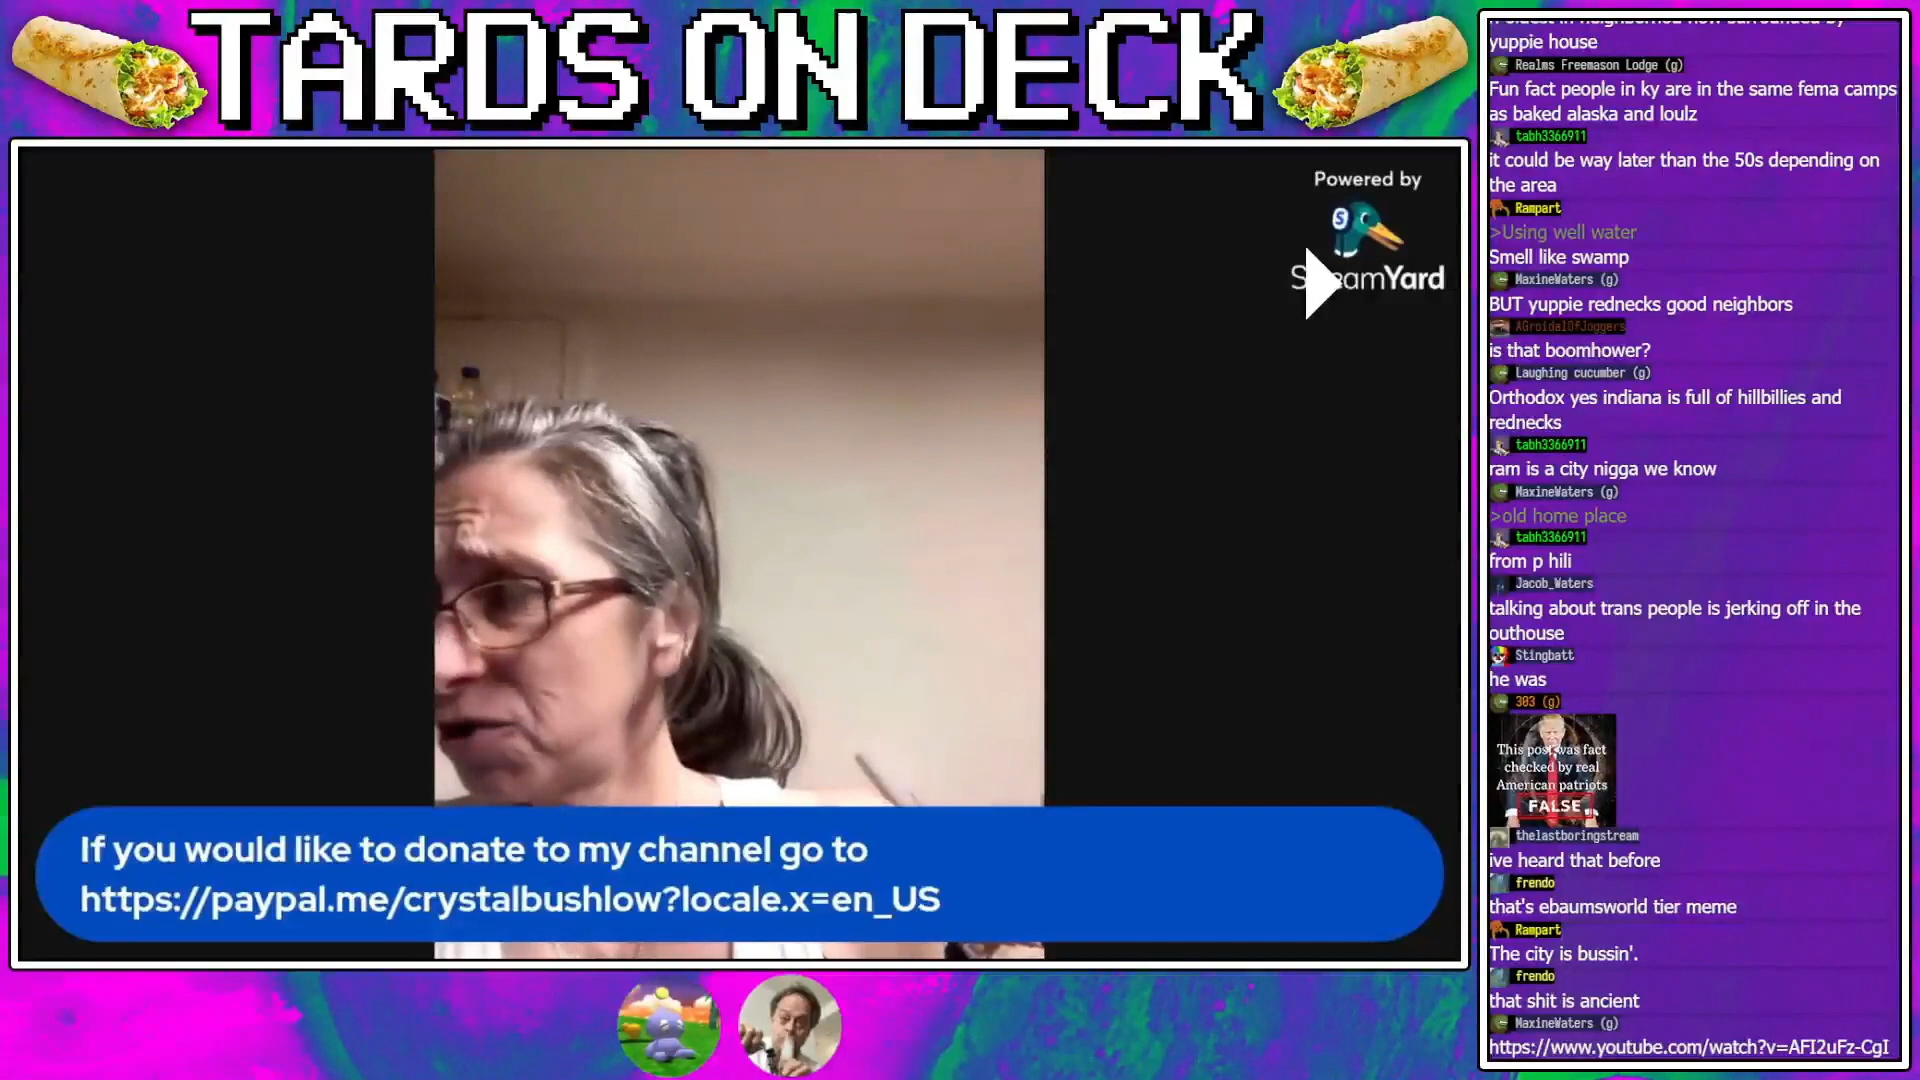 TARDS ON DECK
Powered by
StreamYard
If you would like to donate to my channel go to
https://paypal.me/crystalbushlow?locale.x=en_US
yuppie house
Realms Freemason Lodge (g)
Fun fact people in ky are in the same fema camps
as baked alaska and loulz
tabh3366911
it could be way later than the 50s depending on
the area
Rampart
>Using well water
Smell like swamp
MaxineWaters (g)
BUT yuppie rednecks good neighbors
AGroidalOfJoggers
is that boomhower?
Laughing cucumber (g)
Orthodox yes indiana is full of hillbillies and
rednecks
tabh3366911
ram is a city nigga we know
MaxineWaters (g)
>old home place
tabh3366911
from p hili
Jacob_Waters
talking about trans people is jerking off in the
outhouse
Stingbatt
he was
303 (g)
This post was fact
checked by real
American patriots
FALSE
thelastboringstream
ive heard that before
frendo
that's ebaumsworld tier meme
Rampart
The city is bussin'.
frendo
that shit is ancient
MaxineWaters (g)
https://www.youtube.com/watch?v=AFI2uFz-CgI